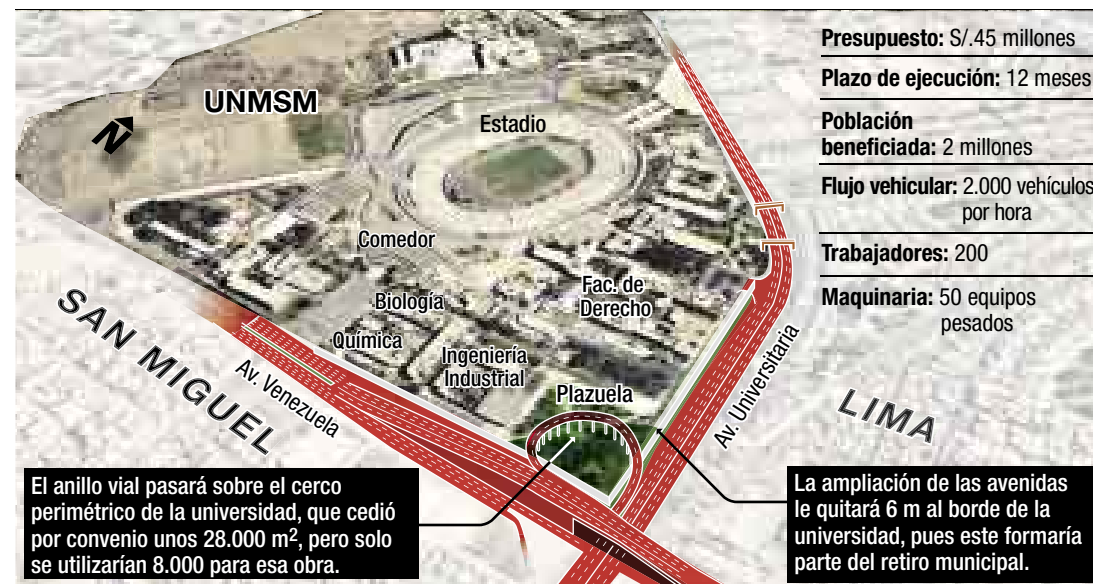 UNMSM
N
Estadio
Comedor
Biología
Química
Ingeniería
Industrial
Fac. de
Derecho
Plazuela
SAN MIGUEL
Av. Venezuela
Av. Universitaria
LIMA
Presupuesto: S/.45 millones
Plazo de ejecución: 12 meses
Población
beneficiada: 2 millones
Flujo vehicular: 2.000 vehículos
por hora
Trabajadores: 200
Maquinaria: 50 equipos
pesados
El anillo vial pasará sobre el cerco
perimétrico de la universidad, que cedió
por convenio unos 28.000 m², pero solo
se utilizarían 8.000 para esa obra.
La ampliación de las avenidas
le quitará 6 m al borde de la
universidad, pues este formaría
parte del retiro municipal.